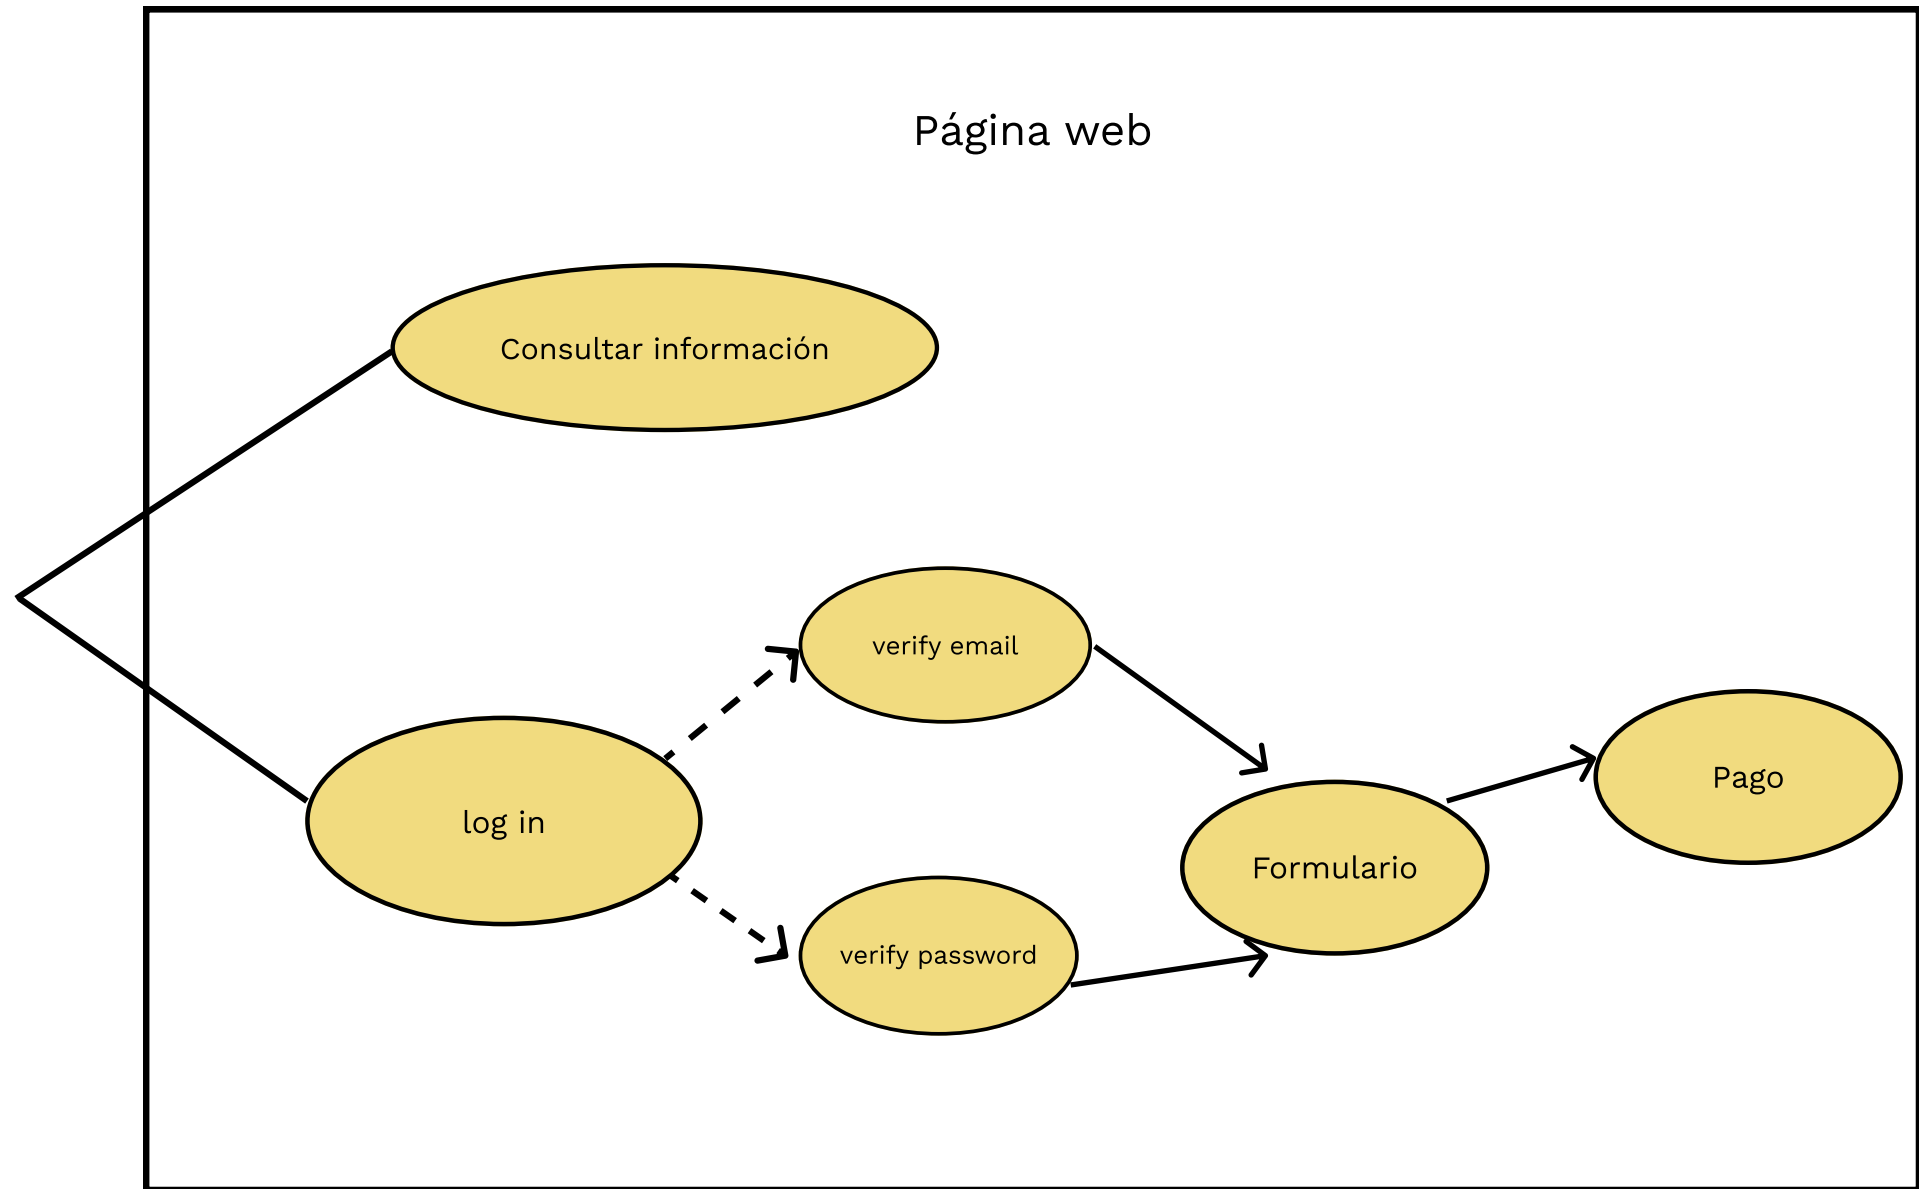 Página web
Consultar información
verify email
log in
Pago
Formulario
verify password